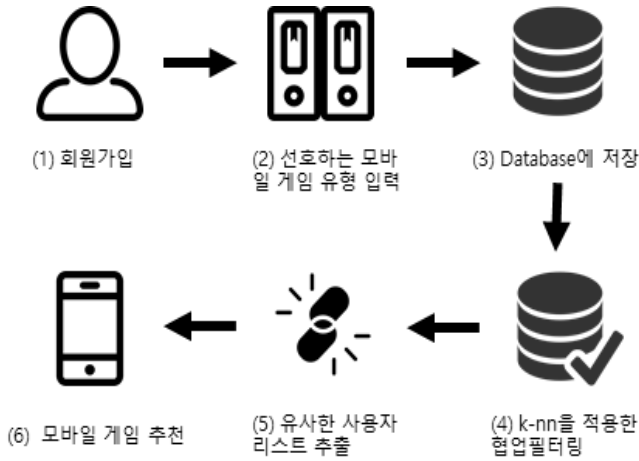 (1) 회원가입
(2) 선호하는 모바
일 게임 유형 입력
(3) Database에 저장
(4) k-nn을 적용한
협업필터링
(5) 유사한 사용자
리스트 추출
(6) 모바일 게임 추천